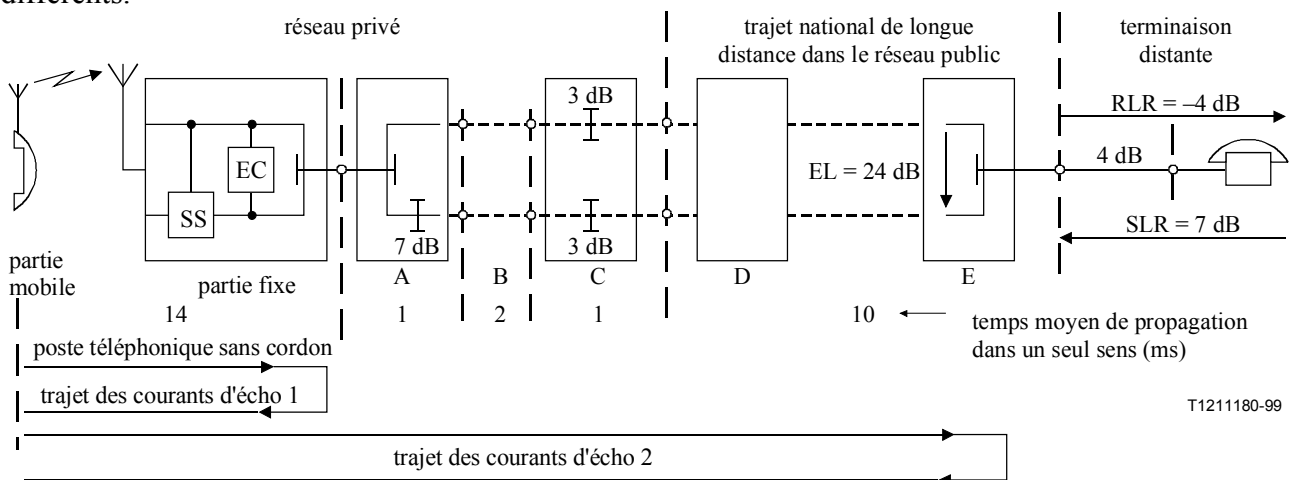 différents.
réseau privé
trajet national de longue
distance dans le réseau public
terminaison
distante
3 dB
RLR = –4 dB
EC
EL = 24 dB
4 dB
SS
7 dB
3 dB
SLR = 7 dB
partie
mobile
partie fixe
A
B
C
D
E
14
1
2
1
10
temps moyen de propagation
dans un seul sens (ms)
poste téléphonique sans cordon
trajet des courants d'écho 1
T1211180-99
trajet des courants d'écho 2